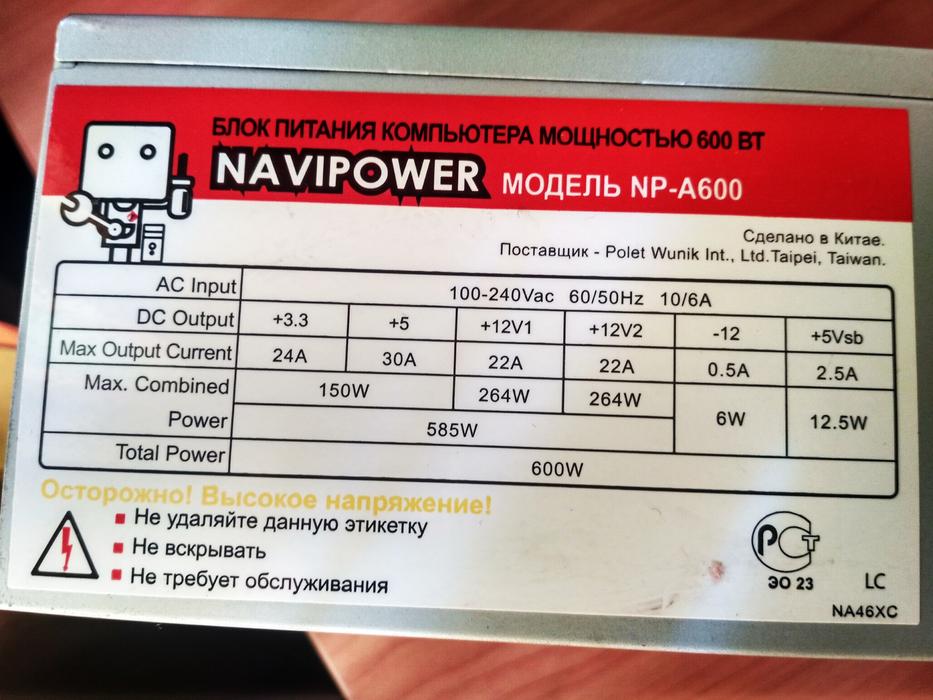 БЛОК ПИТАНИЯ КОМПЬЮТЕРА МОЩНОСТЬЮ 600 ВТ
NAVIPOWER МОДЕЛЬ NP-A600
Сделано в Китае.
Поставщик - Polet Wunik Int., Ltd.Taipei, Taiwan.
AC Input 100-240Vac 60/50Hz 10/6A
DC Output +3.3 +5 +12V1 +12V2 -12 +5Vsb
Max Output Current 24A 30A 22A 22A 0.5A 2.5A
Max. Combined Power 150W 264W 264W 6W 12.5W
585W
Total Power 600W
Осторожно! Высокое напряжение!
Не удаляйте данную этикетку
Не вскрывать
Не требует обслуживания
РСТ
ЭО 23 LC
NA46XC